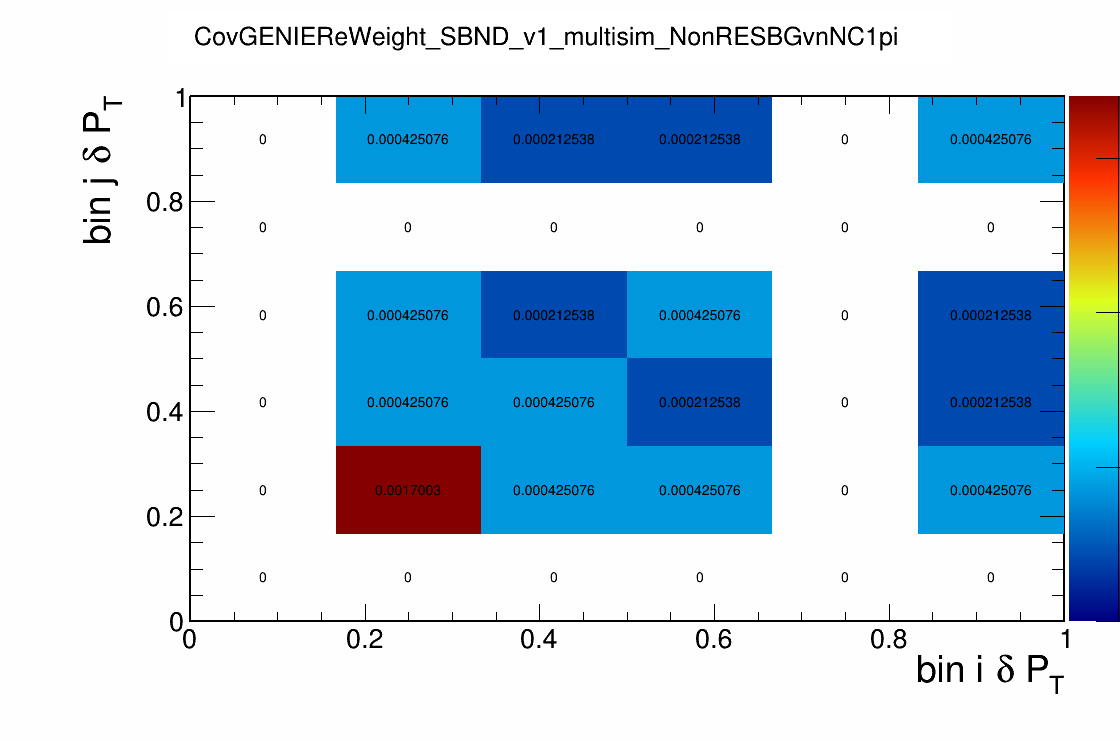 CovGENIEReWeight_SBND_v1_multisim_NonRESBGvnNC1pi
bin j δ P_T
1
0 0.000425076 0.000212538 0.000212538 0 0.000425076
0.8
0 0 0 0 0 0
0.6
0 0.000425076 0.000212538 0.000425076 0 0.000212538
0.4
0 0.000425076 0.000425076 0.000212538 0 0.000212538
0 0.0017003 0.000425076 0.000425076 0 0.000425076
0.2
0 0 0 0 0 0
0
0 0.2 0.4 0.6 0.8 1
bin i δ P_T